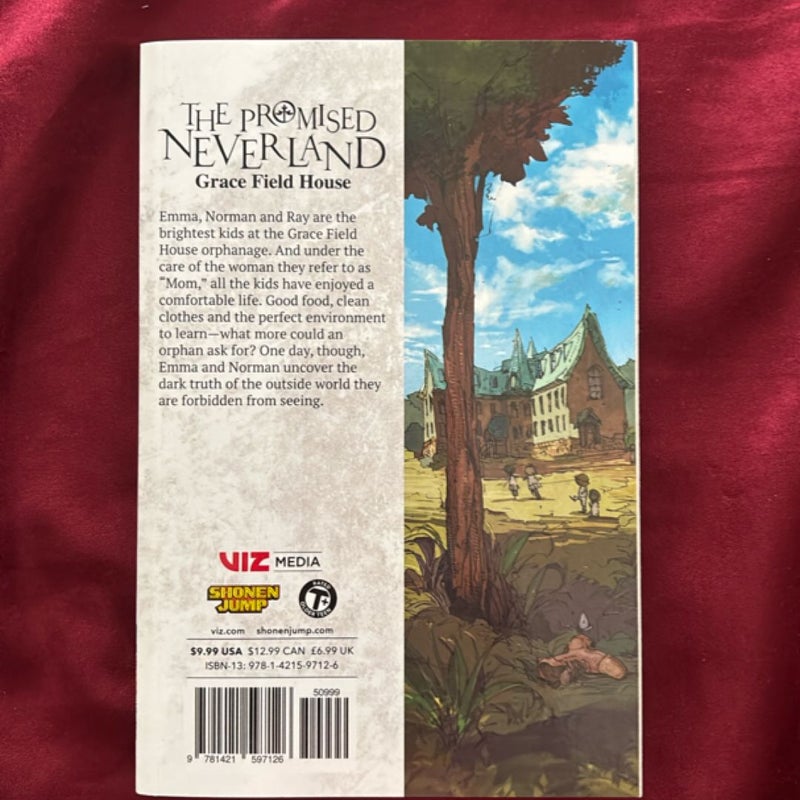 THE PROMISED
NEVERLAND
Grace Field House
Emma, Norman and Ray are the
brightest kids at the Grace Field
House orphanage. And under the
care of the woman they refer to as
“Mom,” all the kids have enjoyed a
comfortable life. Good food, clean
clothes and the perfect environment
to learn—what more could an
orphan ask for? One day, though,
Emma and Norman uncover the
dark truth of the outside world they
are forbidden from seeing.
VIZ MEDIA
SHONEN
JUMP
RATED
T+
OLDER TEEN
viz.com shonenjump.com
$9.99 USA $12.99 CAN £6.99 UK
ISBN-13: 978-1-4215-9712-6
50999
9 781421 597126